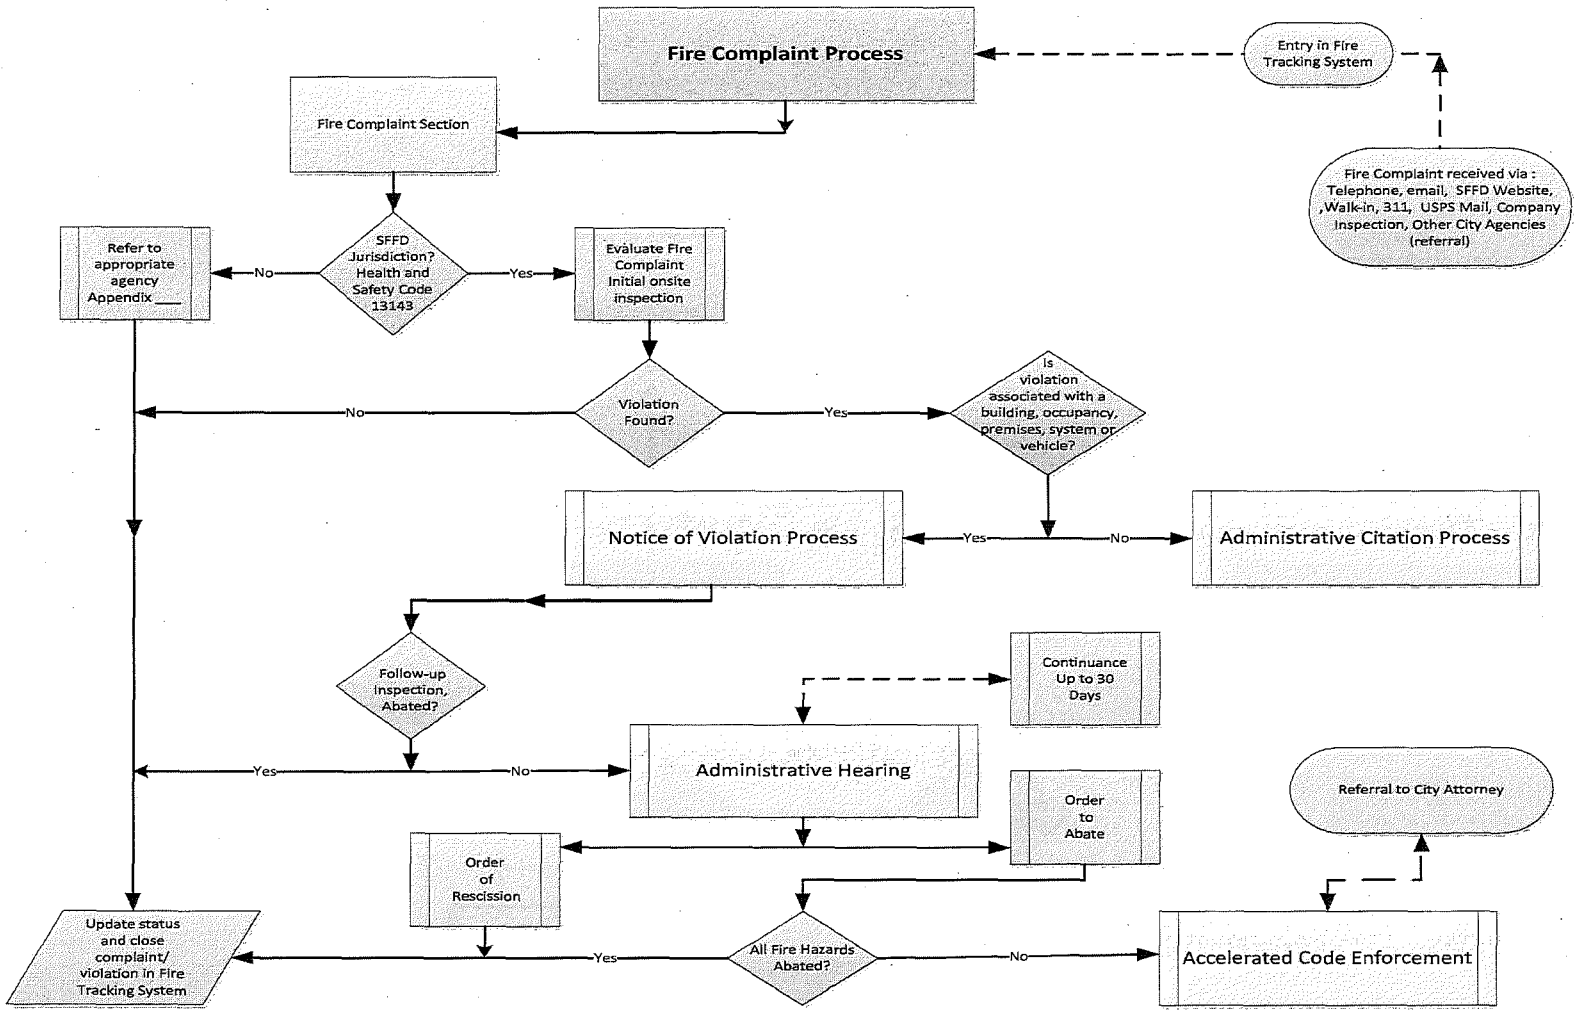 Fire Complaint Process
Entry in Fire
Tracking System
Fire Complaint Section
Fire Complaint received via :
Telephone, email, SFFD Website,
,Walk-in, 311, USPS Mail, Company
Inspection, Other City Agencies
(referral)
Refer to
appropriate
agency
Appendix ____
No
SFFD
Jurisdiction?
Health and
Safety Code
13143
Yes
Evaluate Fire
Complaint
Initial onsite
inspection
No
Violation
Found?
Yes
Is
violation
associated with a
building, occupancy,
premises, system or
vehicle?
Notice of Violation Process
Yes
No
Administrative Citation Process
Follow-up
Inspection,
Abated?
Continuance
Up to 30
Days
Yes
No
Administrative Hearing
Order
to
Abate
Referral to City Attorney
Order
of
Rescission
Update status
and close
complaint/
violation in Fire
Tracking System
Yes
All Fire Hazards
Abated?
No
Accelerated Code Enforcement